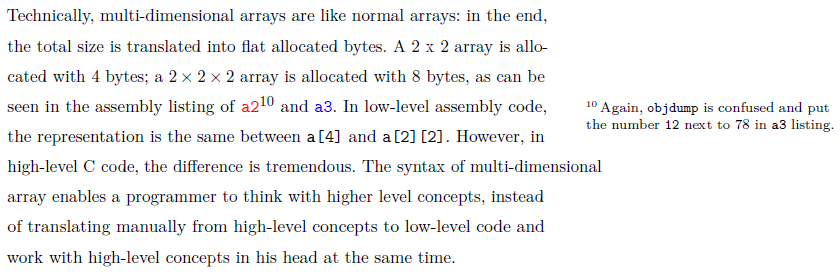 Technically, multi-dimensional arrays are like normal arrays: in the end,
the total size is translated into flat allocated bytes. A 2 x 2 array is allo-
cated with 4 bytes; a 2 × 2 × 2 array is allocated with 8 bytes, as can be
seen in the assembly listing of a2¹⁰ and a3. In low-level assembly code,
the representation is the same between a[4] and a[2][2]. However, in
high-level C code, the difference is tremendous. The syntax of multi-dimensional
array enables a programmer to think with higher level concepts, instead
of translating manually from high-level concepts to low-level code and
work with high-level concepts in his head at the same time.
¹⁰ Again, objdump is confused and put
the number 12 next to 78 in a3 listing.